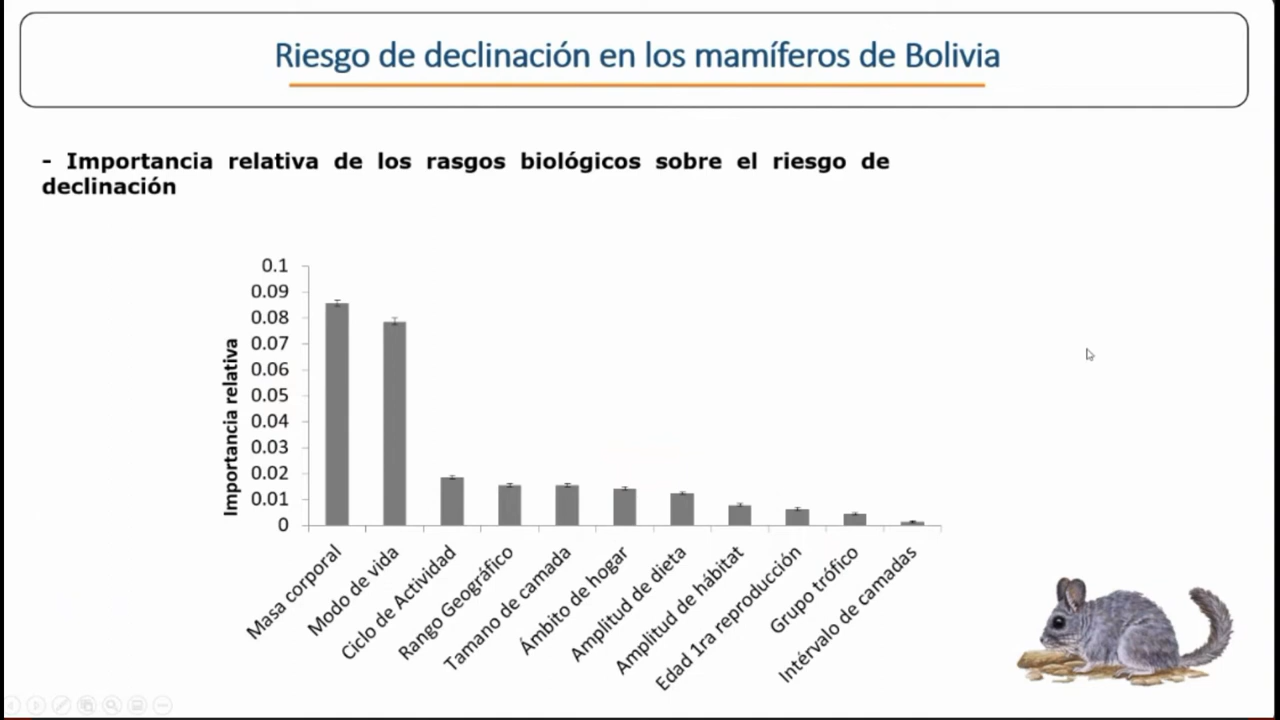 Riesgo de declinación en los mamíferos de Bolivia
- Importancia relativa de los rasgos biológicos sobre el riesgo de
declinación
Importancia relativa
0.1
0.09
0.08
0.07
0.06
0.05
0.04
0.03
0.02
0.01
0
Masa corporal
Modo de vida
Ciclo de Actividad
Rango Geográfico
Tamano de camada
Ámbito de hogar
Amplitud de dieta
Amplitud de hábitat
Edad 1ra reproducción
Grupo trófico
Intérvalo de camadas